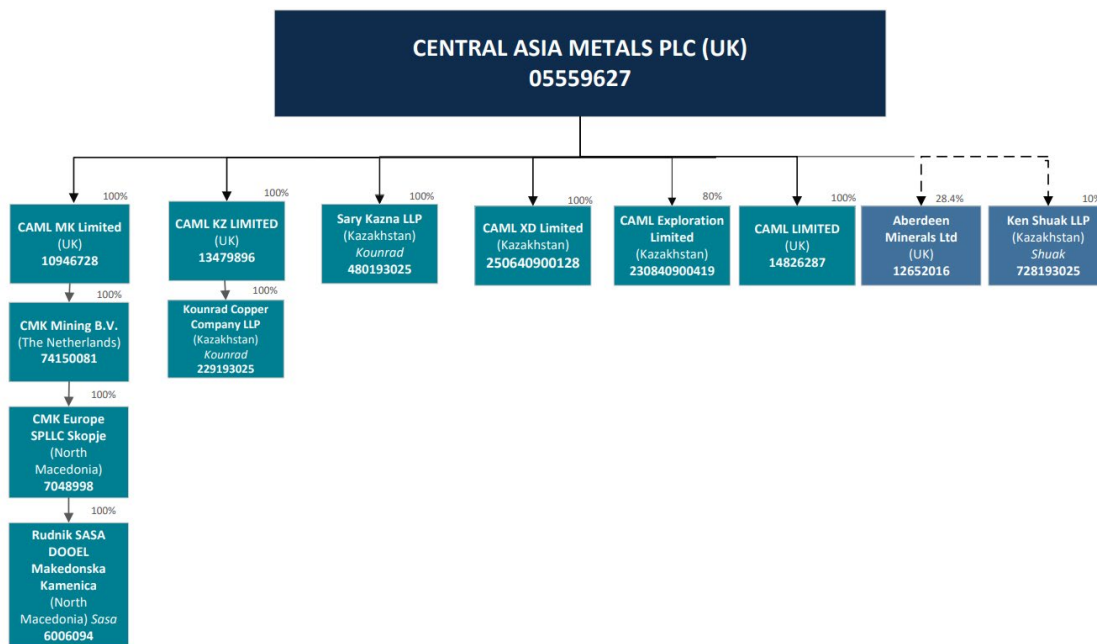 CENTRAL ASIA METALS PLC (UK)
05559627
100%
CAML MK Limited
(UK)
10946728
100%
CMK Mining B.V.
(The Netherlands)
74150081
100%
CMK Europe
SPLLC Skopje
(North
Macedonia)
7048998
100%
Rudnik SASA
DOOEL
Makedonska
Kamenica
(North
Macedonia) Sasa
6006094
100%
CAML KZ LIMITED
(UK)
13479896
100%
Kounrad Copper
Company LLP
(Kazakhstan)
Kounrad
229193025
100%
Sary Kazna LLP
(Kazakhstan)
Kounrad
480193025
100%
CAML XD Limited
(Kazakhstan)
250640900128
80%
CAML Exploration
Limited
(Kazakhstan)
230840900419
100%
CAML LIMITED
(UK)
14826287
28.4%
Aberdeen
Minerals Ltd
(UK)
12652016
10%
Ken Shuak LLP
(Kazakhstan)
Shuak
728193025